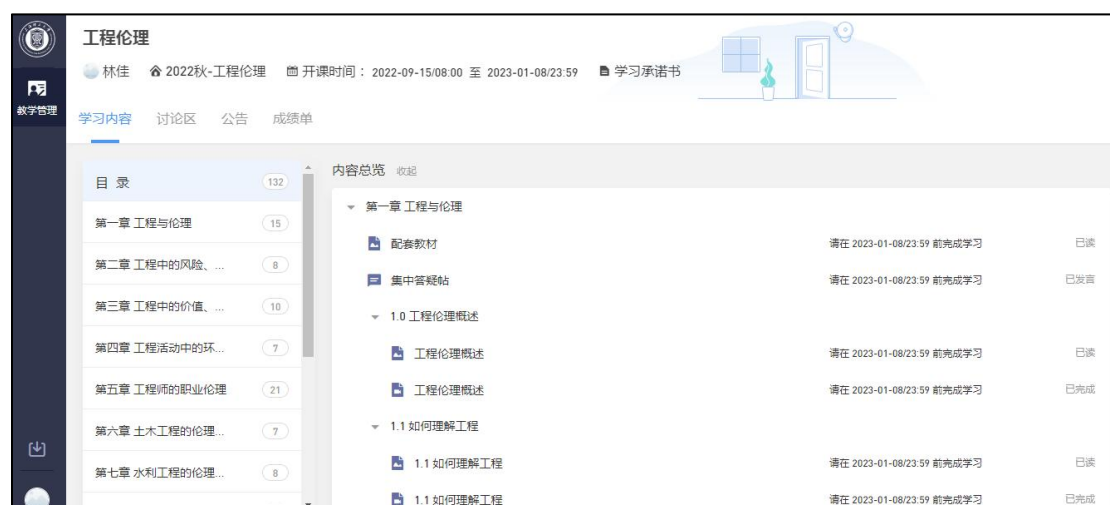 工程伦理
林佳 2022秋-工程伦理 开课时间： 2022-09-15/08:00 至 2023-01-08/23:59 学习承诺书
教学管理
学习内容 讨论区 公告 成绩单
目 录 132
第一章 工程与伦理 15
第二章 工程中的风险、... 8
第三章 工程中的价值、... 10
第四章 工程活动中的环... 7
第五章 工程师的职业伦理 21
第六章 土木工程的伦理... 7
第七章 水利工程的伦理... 8
内容总览 收起
第一章 工程与伦理
配套教材 请在 2023-01-08/23:59 前完成学习 已读
集中答疑帖 请在 2023-01-08/23:59 前完成学习 已发言
1.0 工程伦理概述
工程伦理概述 请在 2023-01-08/23:59 前完成学习 已读
工程伦理概述 请在 2023-01-08/23:59 前完成学习 已完成
1.1 如何理解工程
1.1 如何理解工程 请在 2023-01-08/23:59 前完成学习 已读
1.1 如何理解工程 请在 2023-01-08/23:59 前完成学习 已完成